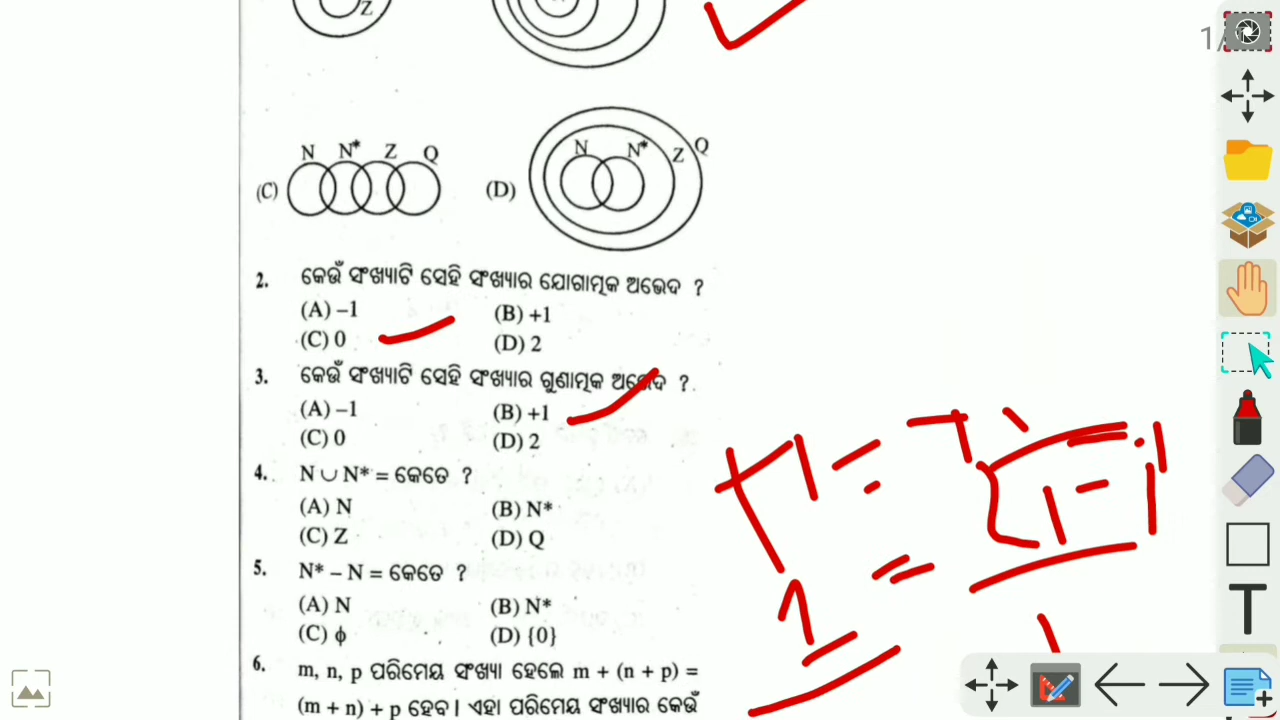 Z
1/
N N* Z Q
(C)
N N* Z Q
(D)
2. କେଉଁ ସଂଖ୍ୟାଟି ସେହି ସଂଖ୍ୟାର ଯୋଗାତ୍ମକ ଅଭେଦ ?
(A) –1 (B) +1
(C) 0 (D) 2
3. କେଉଁ ସଂଖ୍ୟାଟି ସେହି ସଂଖ୍ୟାର ଗୁଣାତ୍ମକ ଅଭେଦ ?
(A) –1 (B) +1
(C) 0 (D) 2
4. N ∪ N* = କେତେ ?
(A) N (B) N*
(C) Z (D) Q
5. N* – N = କେତେ ?
(A) N (B) N*
(C) ϕ (D) {0}
6. m, n, p ପରିମେୟ ସଂଖ୍ୟା ହେଲେ m + (n + p) =
(m + n) + p ହେବ। ଏହା ପରିମେୟ ସଂଖ୍ୟାର କେଉଁ
T